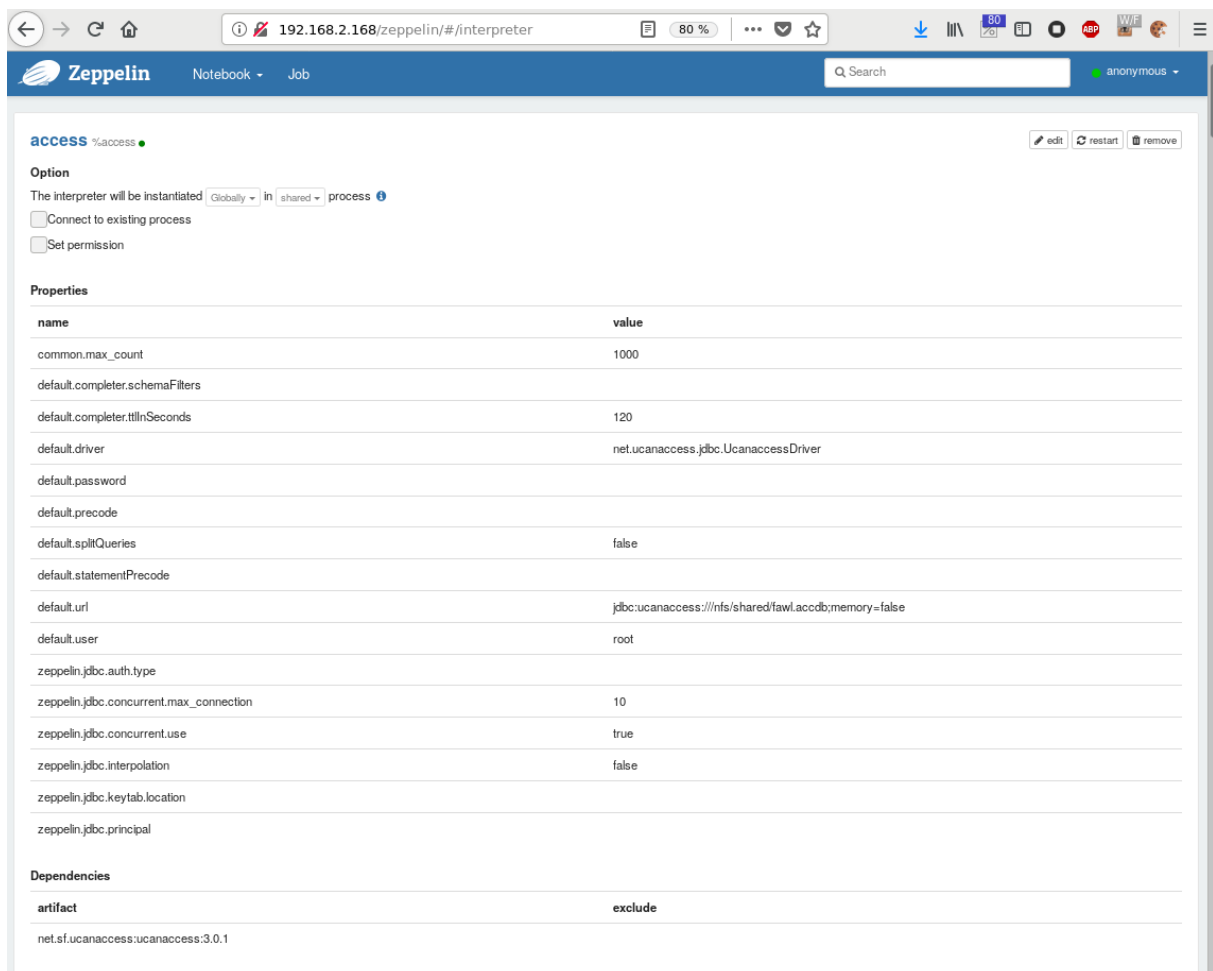 192.168.2.168/zeppelin/#/interpreter 80 % 80 ABP W/F
Zeppelin Notebook Job Search anonymous
access %access edit restart remove
Option
The interpreter will be instantiated Globally in shared process
Connect to existing process
Set permission
Properties
name value
common.max_count 1000
default.completer.schemaFilters
default.completer.ttlInSeconds 120
default.driver net.ucanaccess.jdbc.UcanaccessDriver
default.password
default.precode
default.splitQueries false
default.statementPrecode
default.url jdbc:ucanaccess:///nfs/shared/fawl.accdb;memory=false
default.user root
zeppelin.jdbc.auth.type
zeppelin.jdbc.concurrent.max_connection 10
zeppelin.jdbc.concurrent.use true
zeppelin.jdbc.interpolation false
zeppelin.jdbc.keytab.location
zeppelin.jdbc.principal
Dependencies
artifact exclude
net.sf.ucanaccess:ucanaccess:3.0.1